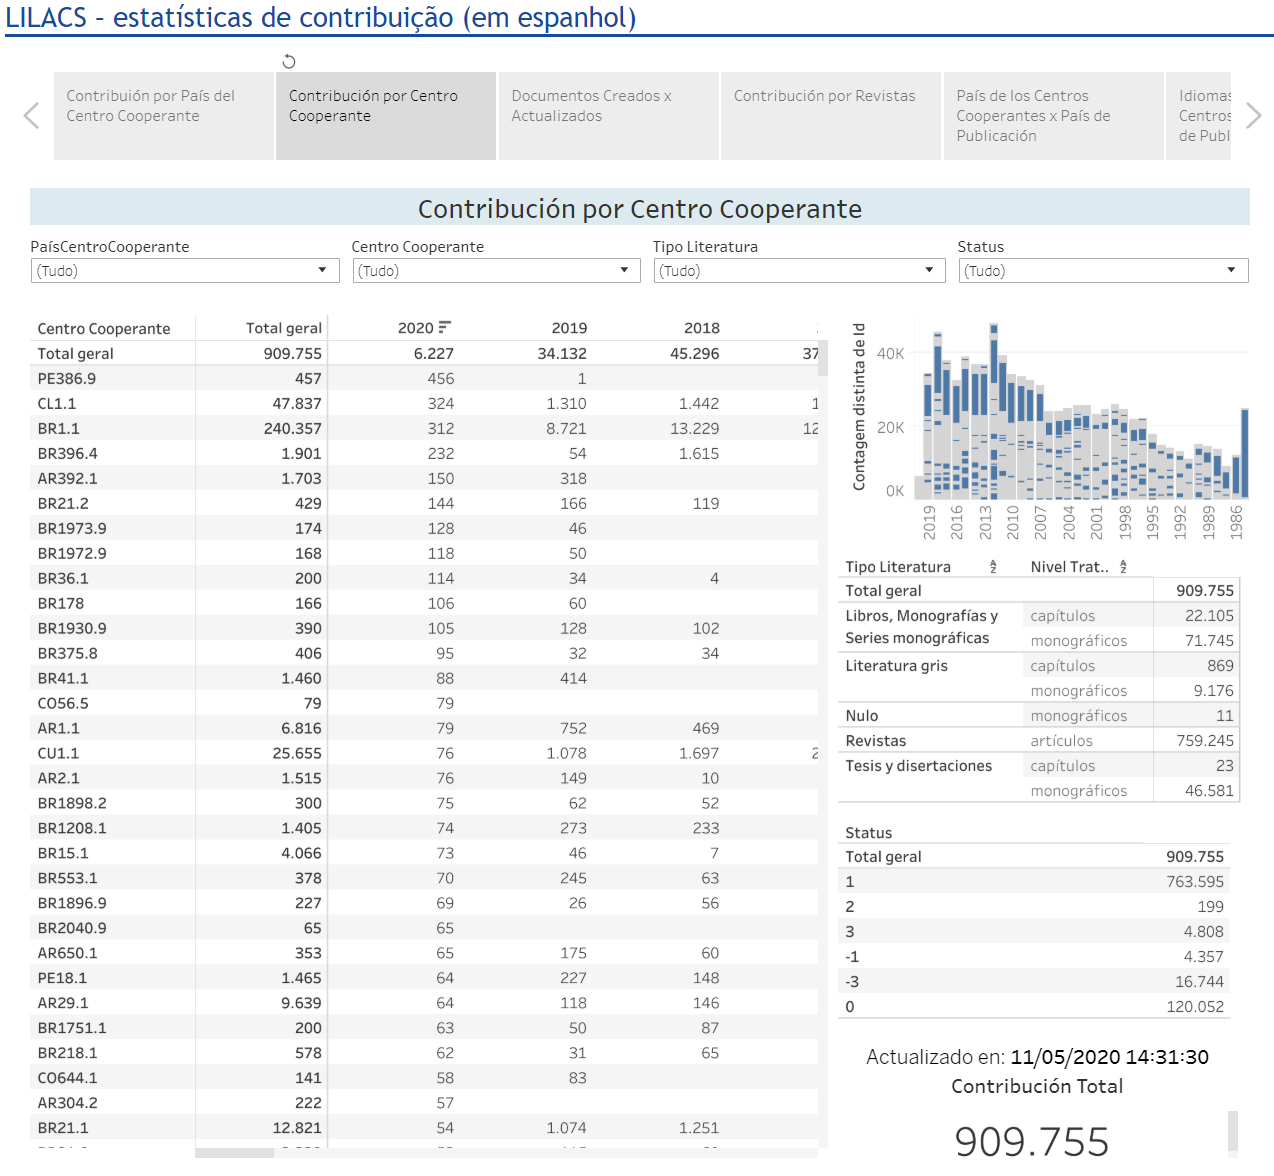 LILACS – estatísticas de contribuição (em espanhol)
Contribuión por País del
Centro Cooperante
Contribución por Centro
Cooperante
Documentos Creados x
Actualizados
Contribución por Revistas
País de los Centros
Cooperantes x País de
Publicación
Idiomas
Centros
de Publ
Contribución por Centro Cooperante
PaísCentroCooperante
Centro Cooperante
Tipo Literatura
Status
(Tudo)
(Tudo)
(Tudo)
(Tudo)
Centro Cooperante Total geral 2020 2019 2018
Total geral 909.755 6.227 34.132 45.296 37
PE386.9 457 456 1
CL1.1 47.837 324 1.310 1.442 1
BR1.1 240.357 312 8.721 13.229 12
BR396.4 1.901 232 54 1.615
AR392.1 1.703 150 318
BR21.2 429 144 166 119
BR1973.9 174 128 46
BR1972.9 168 118 50
BR36.1 200 114 34 4
BR178 166 106 60
BR1930.9 390 105 128 102
BR375.8 406 95 32 34
BR41.1 1.460 88 414
CO56.5 79 79
AR1.1 6.816 79 752 469
CU1.1 25.655 76 1.078 1.697 2
AR2.1 1.515 76 149 10
BR1898.2 300 75 62 52
BR1208.1 1.405 74 273 233
BR15.1 4.066 73 46 7
BR553.1 378 70 245 63
BR1896.9 227 69 26 56
BR2040.9 65 65
AR650.1 353 65 175 60
PE18.1 1.465 64 227 148
AR29.1 9.639 64 118 146
BR1751.1 200 63 50 87
BR218.1 578 62 31 65
CO644.1 141 58 83
AR304.2 222 57
BR21.1 12.821 54 1.074 1.251
Contagem distinta de Id
40K
20K
0K
2019 2016 2013 2010 2007 2004 2001 1998 1995 1992 1989 1986
Tipo Literatura Nivel Trat..
Total geral 909.755
Libros, Monografías y capítulos 22.105
Series monográficas monográficos 71.745
Literatura gris capítulos 869
monográficos 9.176
Nulo monográficos 11
Revistas artículos 759.245
Tesis y disertaciones capítulos 23
monográficos 46.581
Status
Total geral 909.755
1 763.595
2 199
3 4.808
-1 4.357
-3 16.744
0 120.052
Actualizado en: 11/05/2020 14:31:30
Contribución Total
909.755